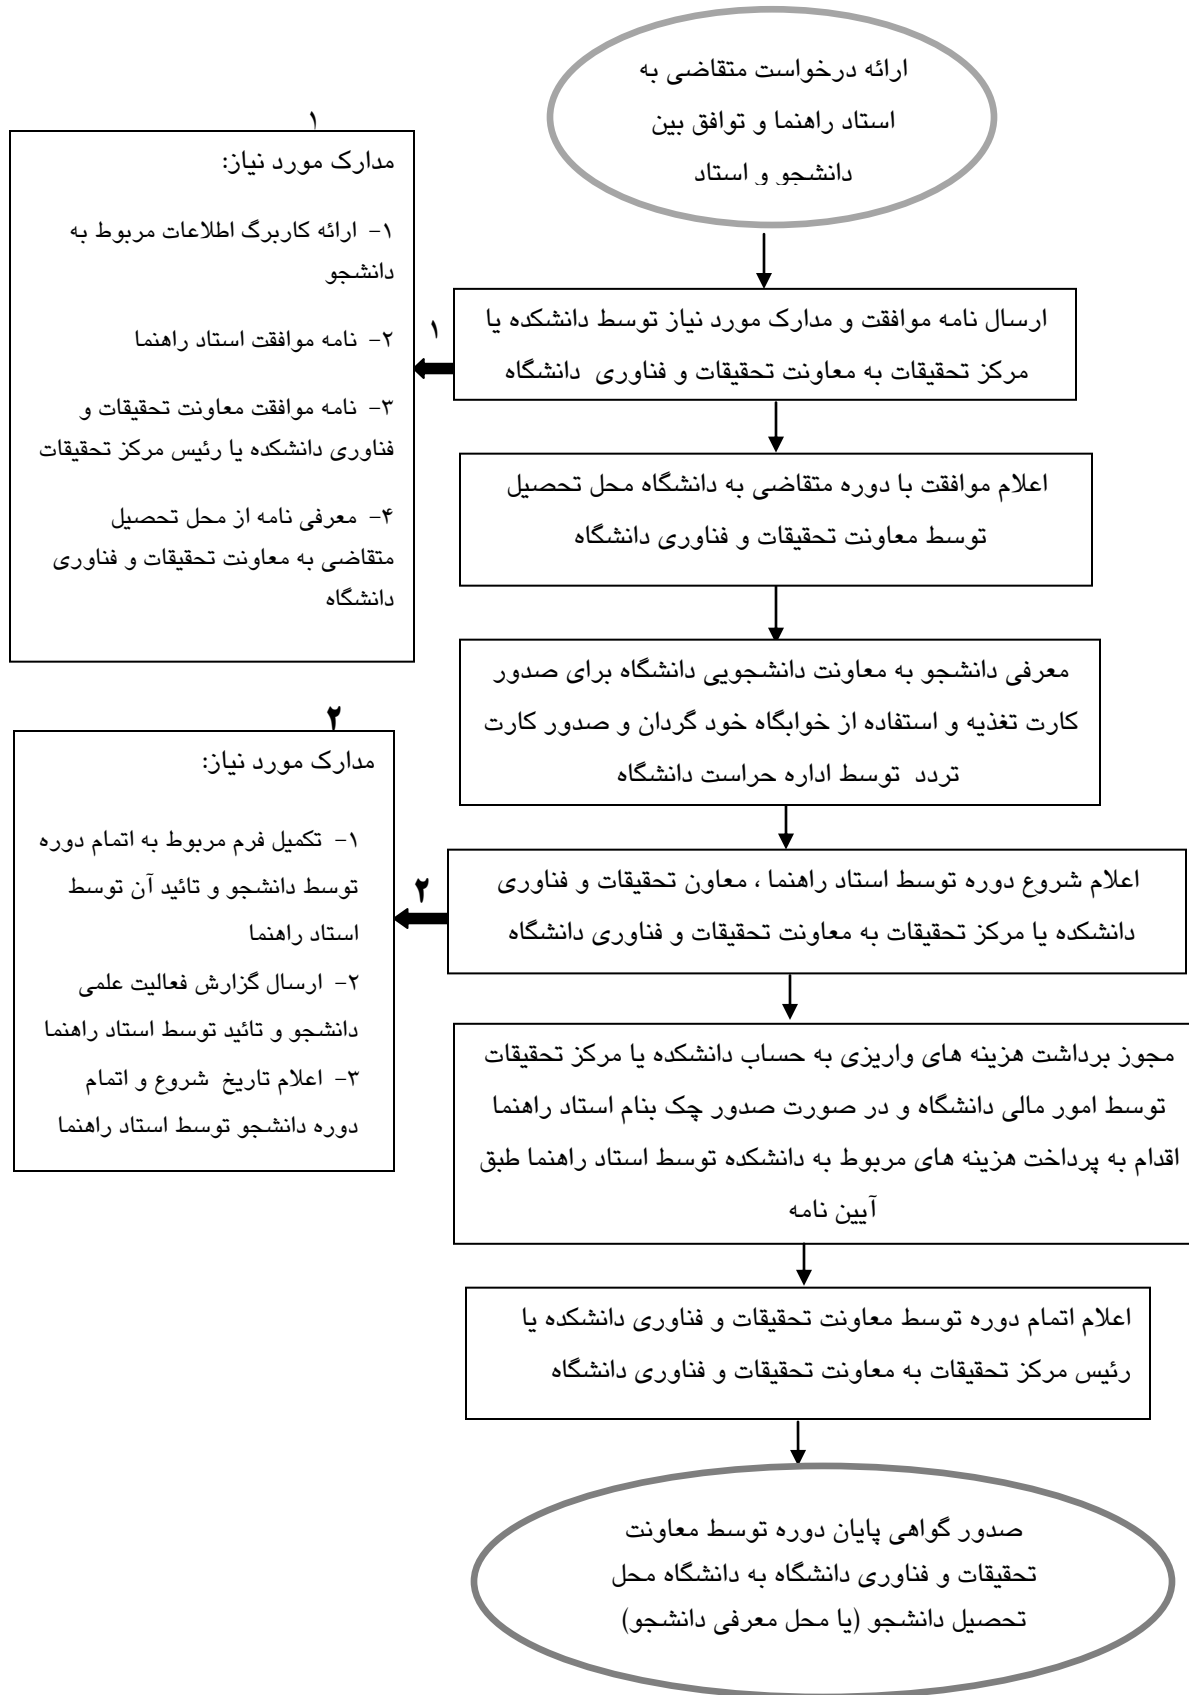 ارائه درخواست متقاضی به
استاد راهنما و توافق بین
دانشجو و استاد
ارسال نامه موافقت و مدارک مورد نیاز توسط دانشکده یا
مرکز تحقیقات به معاونت تحقیقات و فناوری دانشگاه
۱
۱
مدارک مورد نیاز:
۱- ارائه کاربرگ اطلاعات مربوط به
دانشجو
۲- نامه موافقت استاد راهنما
۳- نامه موافقت معاونت تحقیقات و
فناوری دانشکده یا رئیس مرکز تحقیقات
۴- معرفی نامه از محل تحصیل
متقاضی به معاونت تحقیقات و فناوری
دانشگاه
اعلام موافقت با دوره متقاضی به دانشگاه محل تحصیل
توسط معاونت تحقیقات و فناوری دانشگاه
معرفی دانشجو به معاونت دانشجویی دانشگاه برای صدور
کارت تغذیه و استفاده از خوابگاه خود گردان و صدور کارت
تردد توسط اداره حراست دانشگاه
اعلام شروع دوره توسط استاد راهنما ، معاون تحقیقات و فناوری
دانشکده یا مرکز تحقیقات به معاونت تحقیقات و فناوری دانشگاه
۲
۲
مدارک مورد نیاز:
۱- تکمیل فرم مربوط به اتمام دوره
توسط دانشجو و تائید آن توسط
استاد راهنما
۲- ارسال گزارش فعالیت علمی
دانشجو و تائید توسط استاد راهنما
۳- اعلام تاریخ شروع و اتمام
دوره دانشجو توسط استاد راهنما
مجوز برداشت هزینه های واریزی به حساب دانشکده یا مرکز تحقیقات
توسط امور مالی دانشگاه و در صورت صدور چک بنام استاد راهنما
اقدام به پرداخت هزینه های مربوط به دانشکده توسط استاد راهنما طبق
آیین نامه
اعلام اتمام دوره توسط معاونت تحقیقات و فناوری دانشکده یا
رئیس مرکز تحقیقات به معاونت تحقیقات و فناوری دانشگاه
صدور گواهی پایان دوره توسط معاونت
تحقیقات و فناوری دانشگاه به دانشگاه محل
تحصیل دانشجو (یا محل معرفی دانشجو)